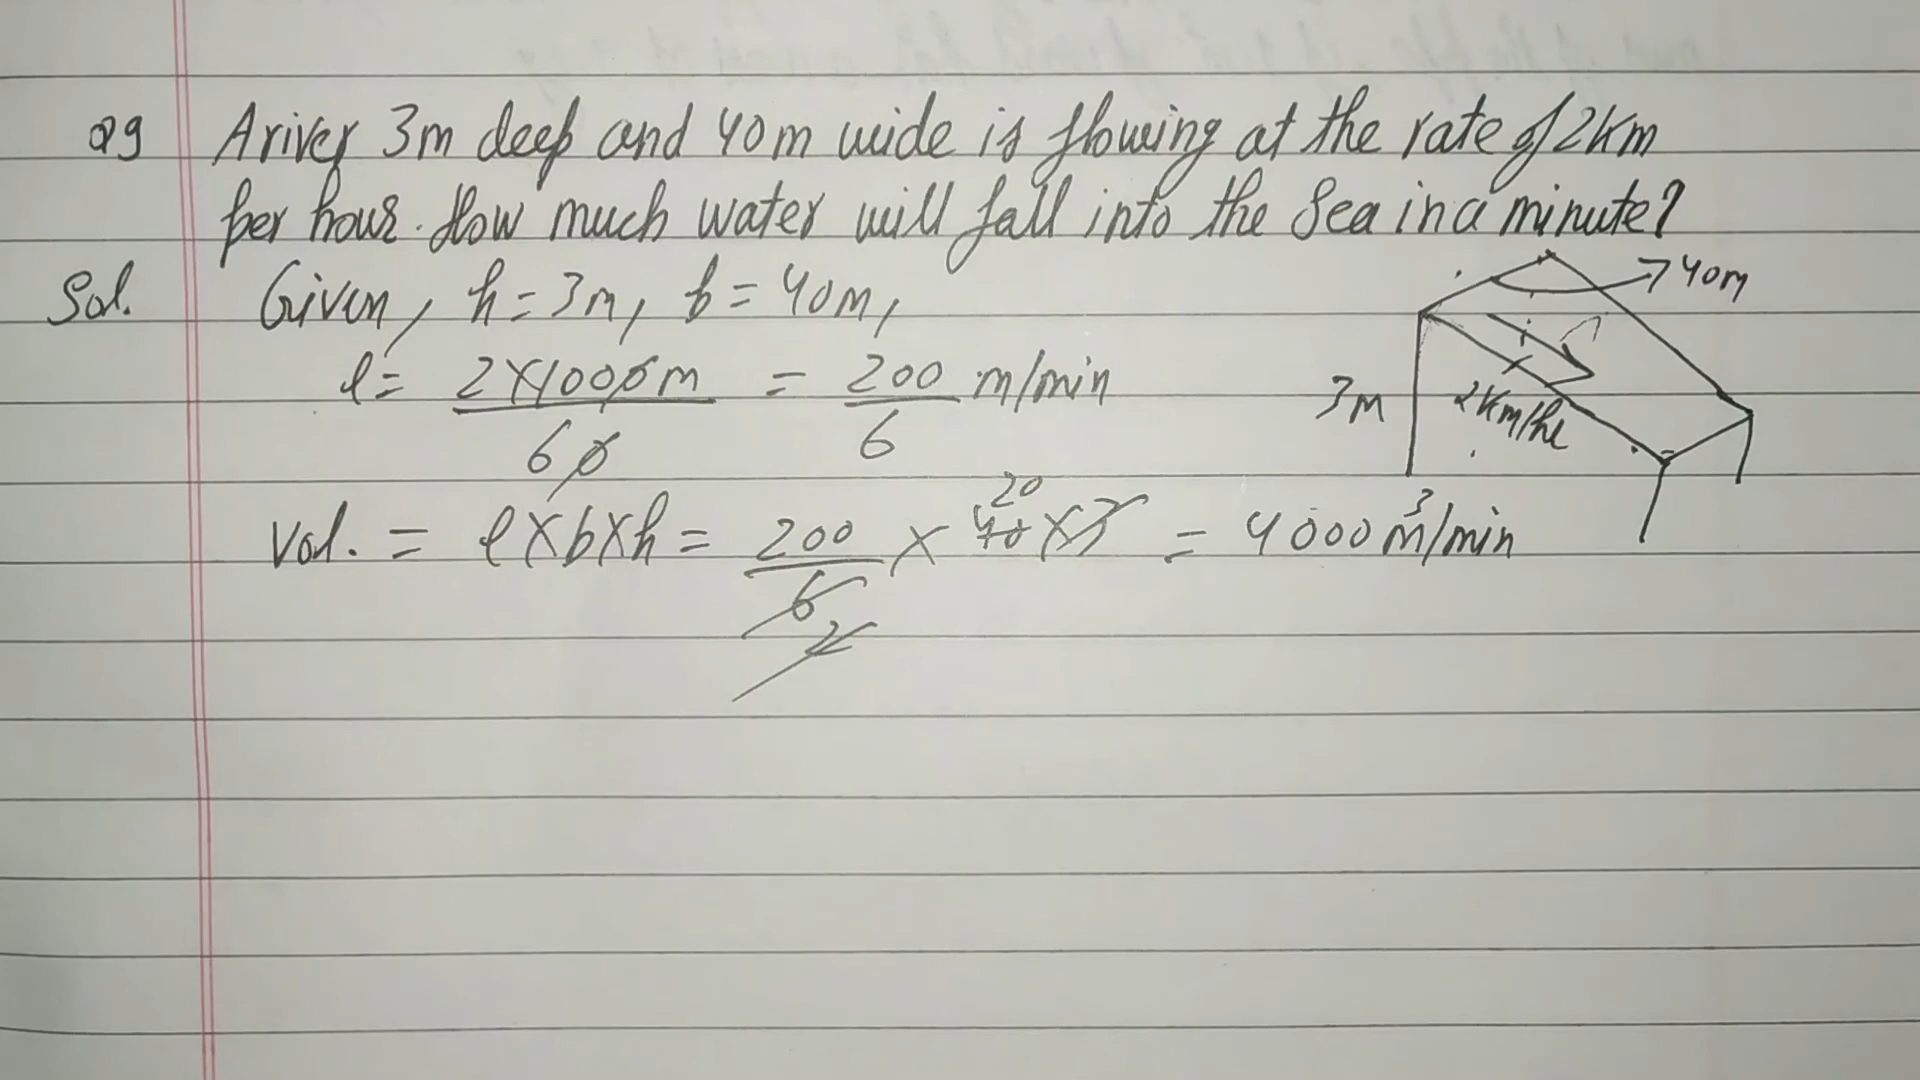 Q9 A river 3m deep and 40m wide is flowing at the rate of 2km
per hour. How much water will fall into the Sea in a minute?
Sol. Given, h = 3m, b = 40m,
40m
l = 2×1000m / 60 = 200/6 m/min
3m
2km/hr
Vol. = l×b×h = 200/6 × 40 × 3 = 4000 m³/min
20
2